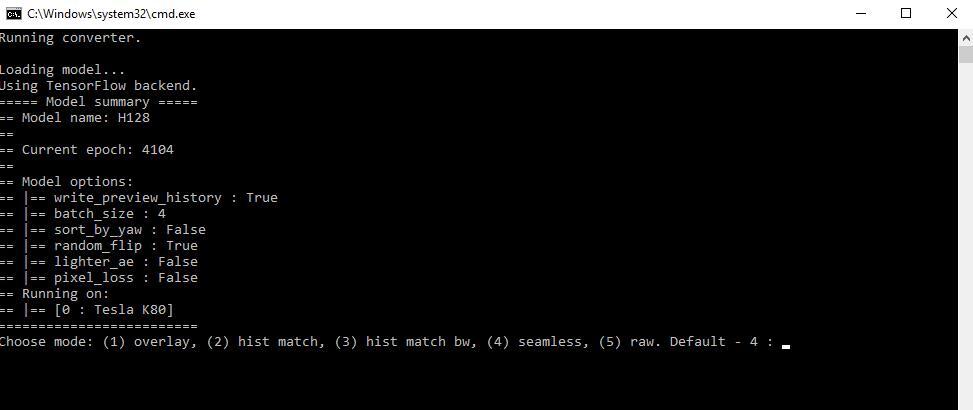 C:\Windows\system32\cmd.exe
Running converter.
Loading model...
Using TensorFlow backend.
===== Model summary =====
== Model name: H128
==
== Current epoch: 4104
==
== Model options:
== |== write_preview_history : True
== |== batch_size : 4
== |== sort_by_yaw : False
== |== random_flip : True
== |== lighter_ae : False
== |== pixel_loss : False
== Running on:
== |== [0 : Tesla K80]
=========================
Choose mode: (1) overlay, (2) hist match, (3) hist match bw, (4) seamless, (5) raw. Default - 4 : _